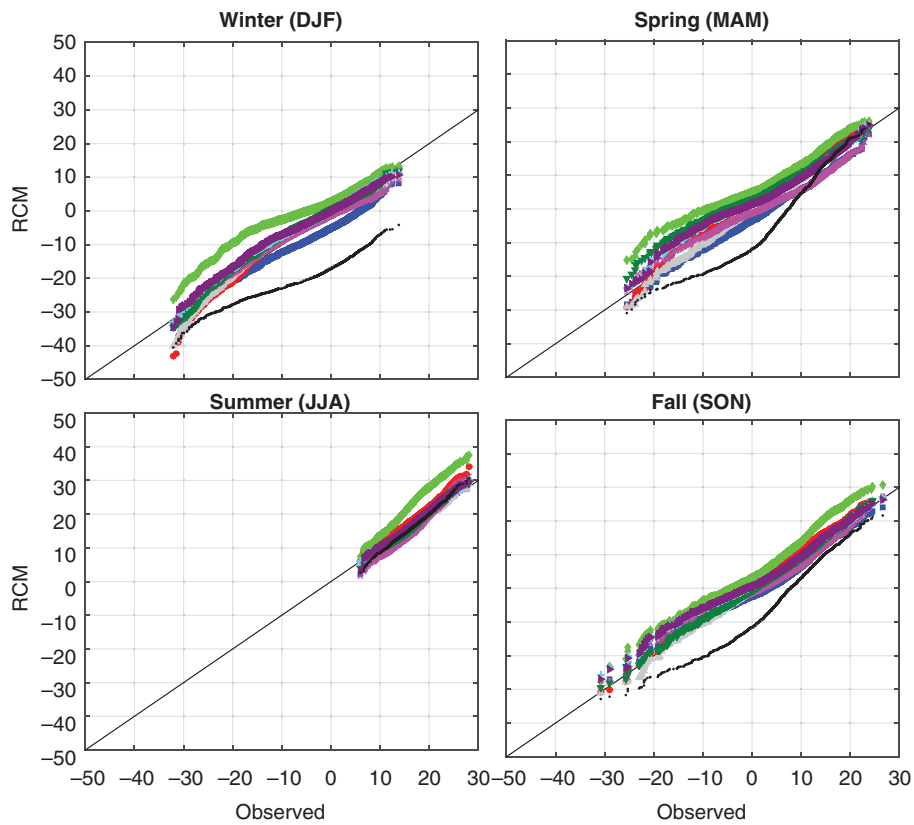 Winter (DJF)
Spring (MAM)
50
40
30
20
10
0
−10
−20
−30
−40
−50
RCM
Summer (JJA)
Fall (SON)
50
40
30
20
10
0
−10
−20
−30
−40
−50
RCM
−50 −40 −30 −20 −10 0 10 20 30
−50 −40 −30 −20 −10 0 10 20 30
Observed
Observed